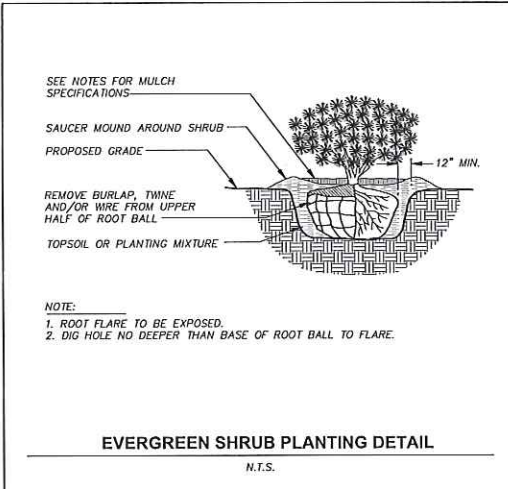 SEE NOTES FOR MULCH
SPECIFICATIONS
SAUCER MOUND AROUND SHRUB
PROPOSED GRADE
12" MIN.
REMOVE BURLAP, TWINE
AND/OR WIRE FROM UPPER
HALF OF ROOT BALL
TOPSOIL OR PLANTING MIXTURE
NOTE:
1. ROOT FLARE TO BE EXPOSED.
2. DIG HOLE NO DEEPER THAN BASE OF ROOT BALL TO FLARE.
EVERGREEN SHRUB PLANTING DETAIL
N.T.S.